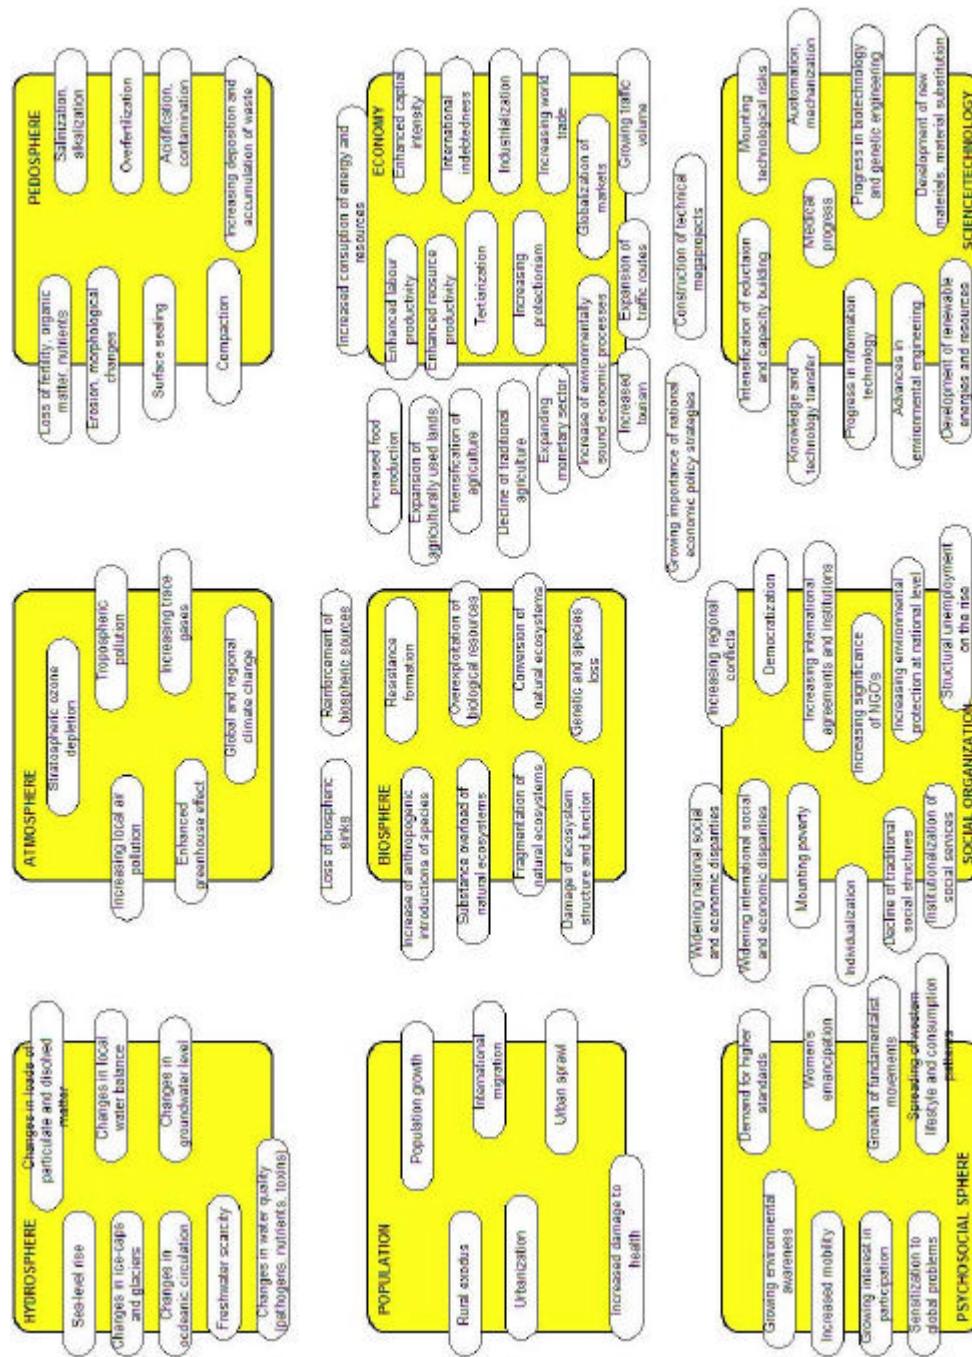 HYDROSPHERE
Changes in loads of
particulate and disolved
matter
Sea-level rise
Changes in ice-caps
and glaciers
Changes in local
water balance
Changes in
ocdeanic circulation
Changes in
groundwater level
Freshwater scarcity
Changes in water quality
(pathogens, nutrients, toxins)
ATMOSPHERE
Stratospheric ozone
depletion
Increasing local air
pollution
Tropospheric
pollution
Enhanced
greenhouse effect
Increasing trace
gases
Global and regional
climate change
PEDOSPHERE
Loss of fertility, organic
matter, nutrients
Salinization,
alkalization
Erosion, morphological
changes
Overfertilization
Surface sealing
Acidification,
contamination
Compaction
Increasing deposition and
accumulation of waste
Loss of biospheric
sinks
Reinforcement of
biospheric sources
Increased consuption of energy and
resources
POPULATION
Population growth
Rural exodus
International
migration
Urbanization
Urban sprawl
Increased damage to
health
BIOSPHERE
Resistance
formation
Increase of anthropogenic
introductions of species
Substance overload of
natural ecosystems
Overexploitation of
biological resources
Fragmentation of
natural ecosystems
Conversion of
natural ecosystems
Damage of ecosystem
structure and function
Genetic and species
loss
ECONOMY
Increased food
production
Enhanced labour
productivity
Enhanced captial
intensity
Expansion of
agriculturally used lands
Enhanced resource
productivity
International
indebtedness
Intensification of
agriculture
Tertiarization
Industrialization
Decline of traditional
agriculture
Increasing
protectionism
Increasing world
trade
Expanding
monetary sector
Increase of environmentally
sound economic processes
Globalization of
markets
Increased
tourism
Expansion of
traffic routes
Growing traffic
volume
Growing importance of national
economic policy strategies
Construction of technical
megaprojects
Growing environmental
awareness
Demand for higher
standards
Increased mobility
Women's
emancipation
Growing interest in
participation
Growth of fundamentalist
movements
Sensitization to
global problems
Spreading of western
lifestyle and consumption
patterns
PSYCHOSOCIAL SPHERE
Widening national social
and economic disparties
Increasing regional
conflicts
Widening international social
and economic disparities
Democratization
Mounting poverty
Increasing international
agreements and institutions
Individualization
Increasing significance
of NGO's
Decline of traditional
social structures
Increasing environmental
protection at national level
Institutionalization of
social services
Structural unemployment
on the rise
SOCIAL ORGANIZATION
Intensification of eductaion
and capacity building
Mounting
technological risks
Knowledge and
technology transfer
Medical
progress
Automation,
mechanization
Progress in information
technology
Progress in biotechnology
and genetic engineering
Advances in
environmental engineering
Development of renewable
energies and resources
Development of new
materials, material substitution
SCIENCE/TECHNOLOGY